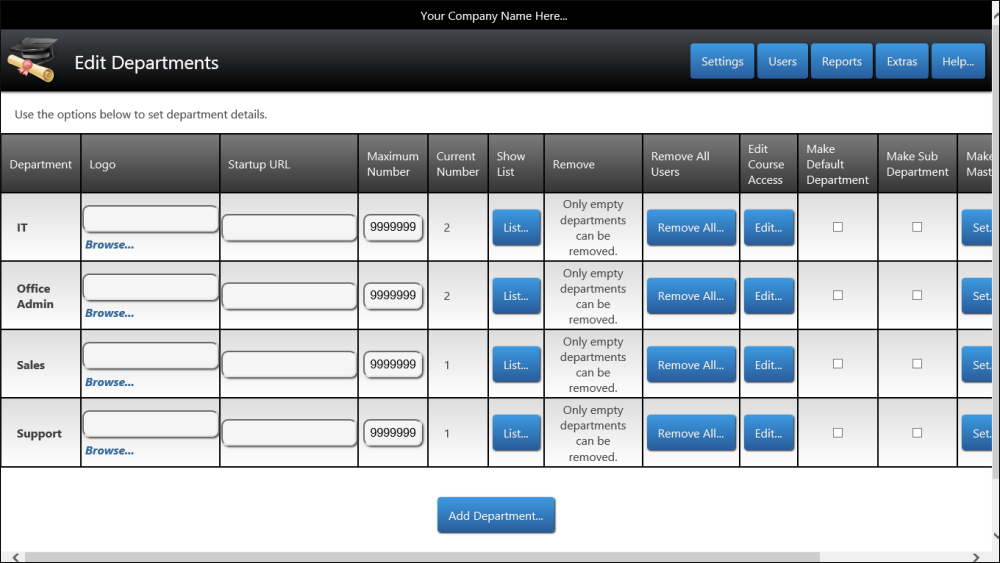 Your Company Name Here...
Edit Departments
Settings Users Reports Extras Help...
Use the options below to set department details.
Department Logo Startup URL Maximum Number Current Number Show List Remove Remove All Users Edit Course Access Make Default Department Make Sub Department Make Mast
IT Browse... 9999999 2 List... Only empty departments can be removed. Remove All... Edit... Set.
Office Admin Browse... 9999999 2 List... Only empty departments can be removed. Remove All... Edit... Set.
Sales Browse... 9999999 1 List... Only empty departments can be removed. Remove All... Edit... Set.
Support Browse... 9999999 1 List... Only empty departments can be removed. Remove All... Edit... Set.
Add Department...